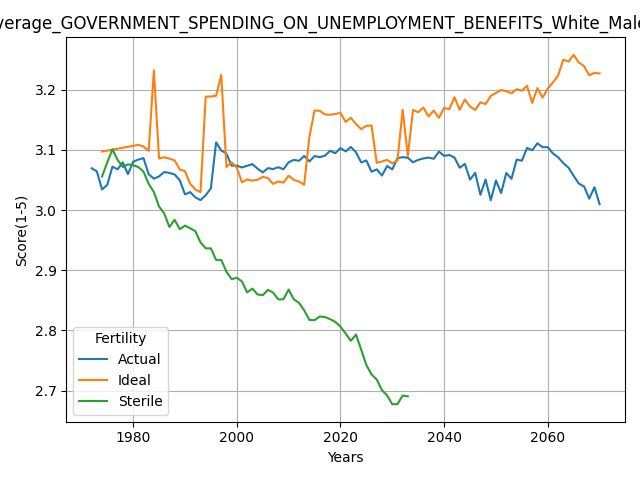 verage_GOVERNMENT_SPENDING_ON_UNEMPLOYMENT_BENEFITS_White_Male
3.2
3.1
3.0
2.9
2.8
2.7
Score(1-5)
Fertility
Actual
Ideal
Sterile
1980 2000 2020 2040 2060
Years